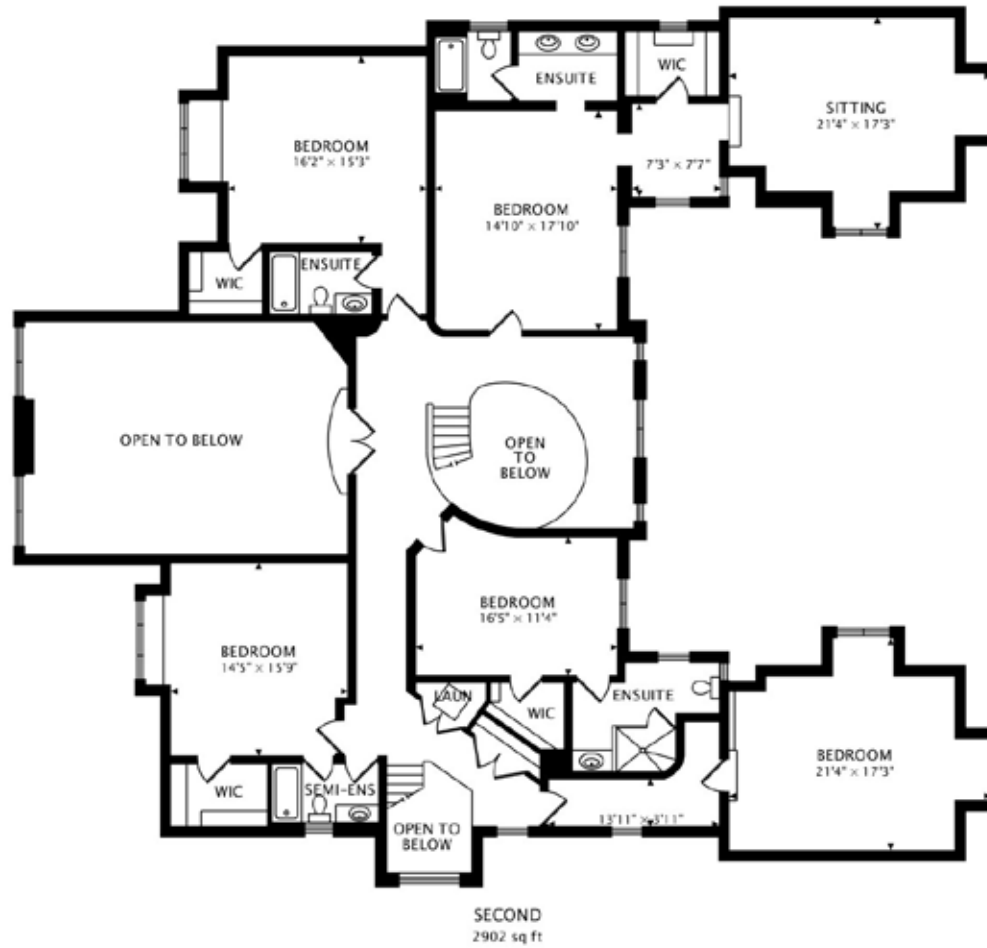 ENSUITE
WIC
SITTING
21'4" × 17'3"
BEDROOM
16'2" × 15'3"
7'3" × 7'7"
BEDROOM
14'10" × 17'10"
ENSUITE
WIC
OPEN TO BELOW
OPEN
TO
BELOW
BEDROOM
16'5" × 11'4"
BEDROOM
14'5" × 15'9"
LAUN
ENSUITE
WIC
BEDROOM
21'4" × 17'3"
WIC
SEMI-ENS
13'11" × 3'11"
OPEN TO
BELOW
SECOND
2902 sq ft